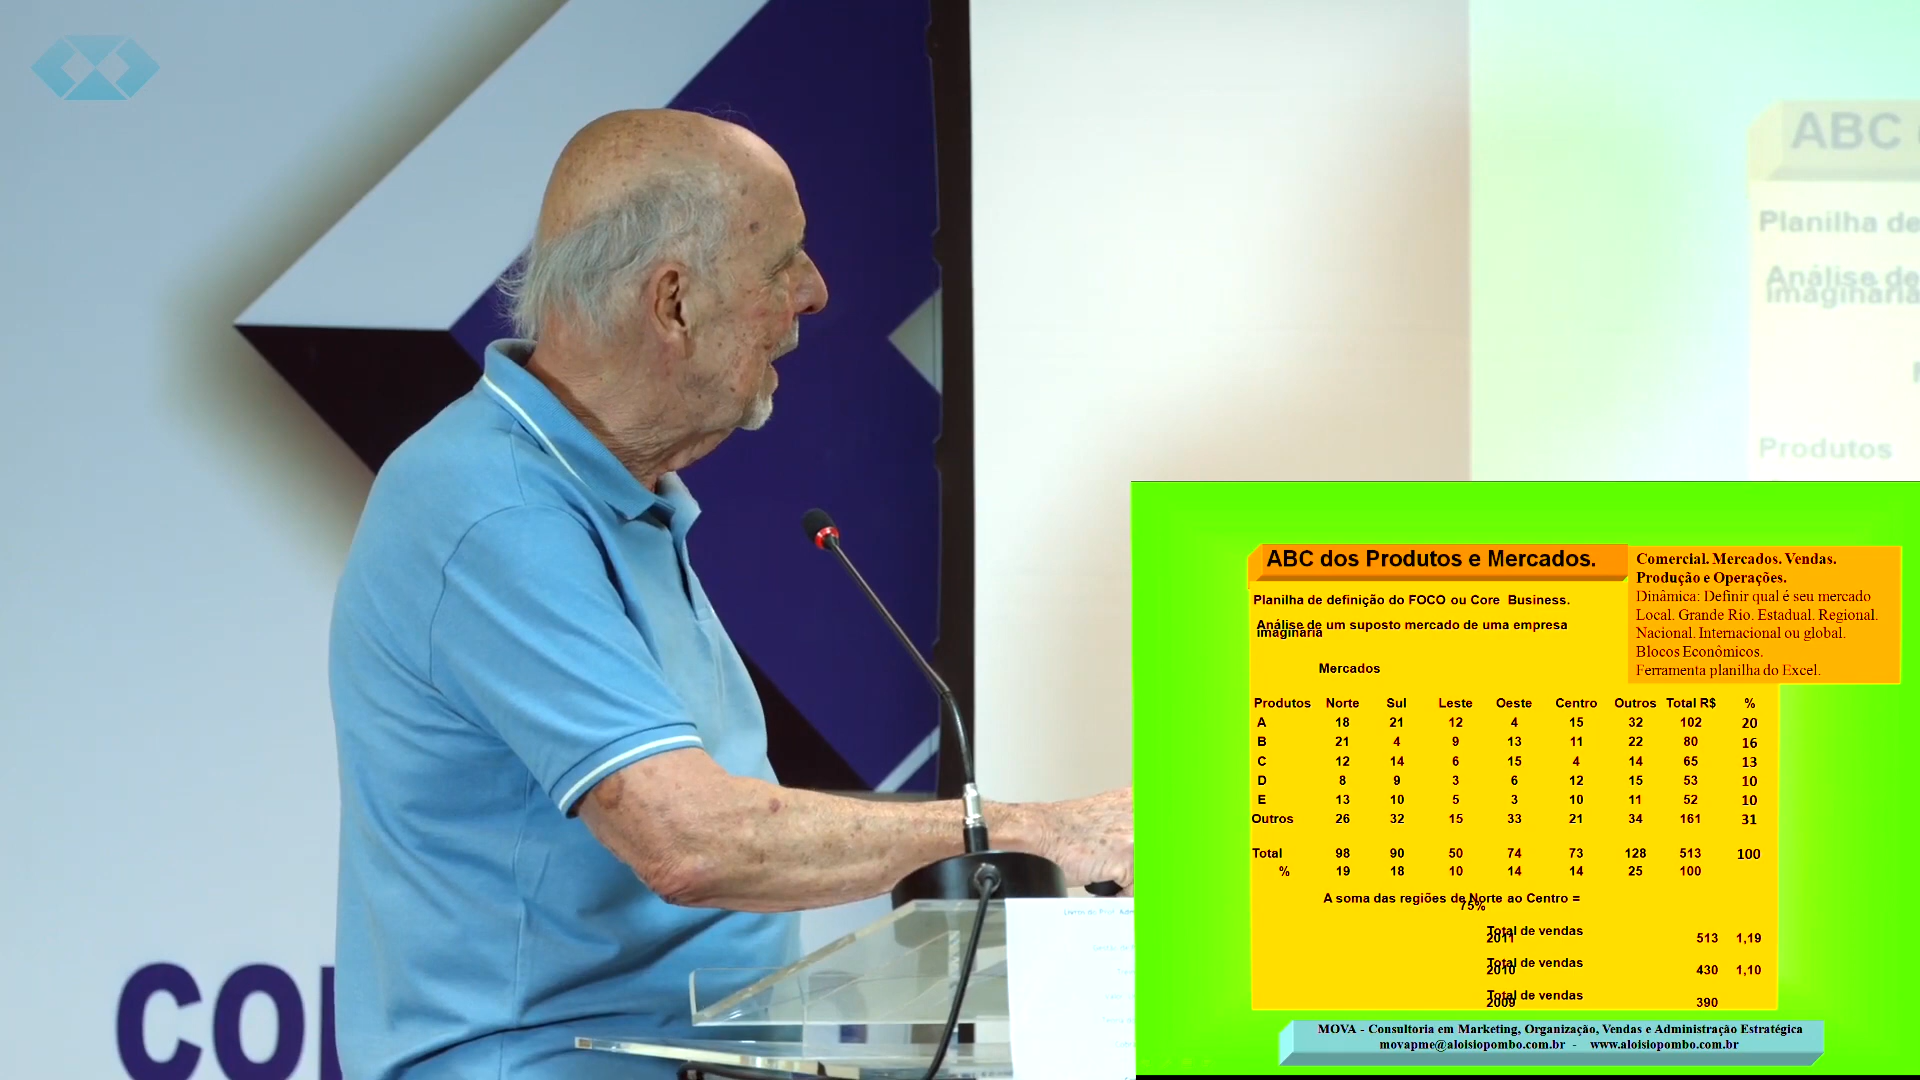 ABC
Planilha de
Análise de
imaginária
Produtos
ABC dos Produtos e Mercados.
Planilha de definição do FOCO ou Core Business.
Análise de um suposto mercado de uma empresa
imaginária
Comercial. Mercados. Vendas.
Produção e Operações.
Dinâmica: Definir qual é seu mercado
Local. Grande Rio. Estadual. Regional.
Nacional. Internacional ou global.
Blocos Econômicos.
Ferramenta planilha do Excel.
Mercados
Produtos Norte Sul Leste Oeste Centro Outros Total R$ %
A 18 21 12 4 15 32 102 20
B 21 4 9 13 11 22 80 16
C 12 14 6 15 4 14 65 13
D 8 9 3 6 12 15 53 10
E 13 10 5 3 10 11 52 10
Outros 26 32 15 33 21 34 161 31
Total 98 90 50 74 73 128 513 100
% 19 18 10 14 14 25 100
A soma das regiões de Norte ao Centro =
75%
Total de vendas
2011 513 1,19
Total de vendas
2010 430 1,10
Total de vendas
2009 390
MOVA - Consultoria em Marketing, Organização, Vendas e Administração Estratégica
movapme@aloisiopombo.com.br - www.aloisiopombo.com.br
CO